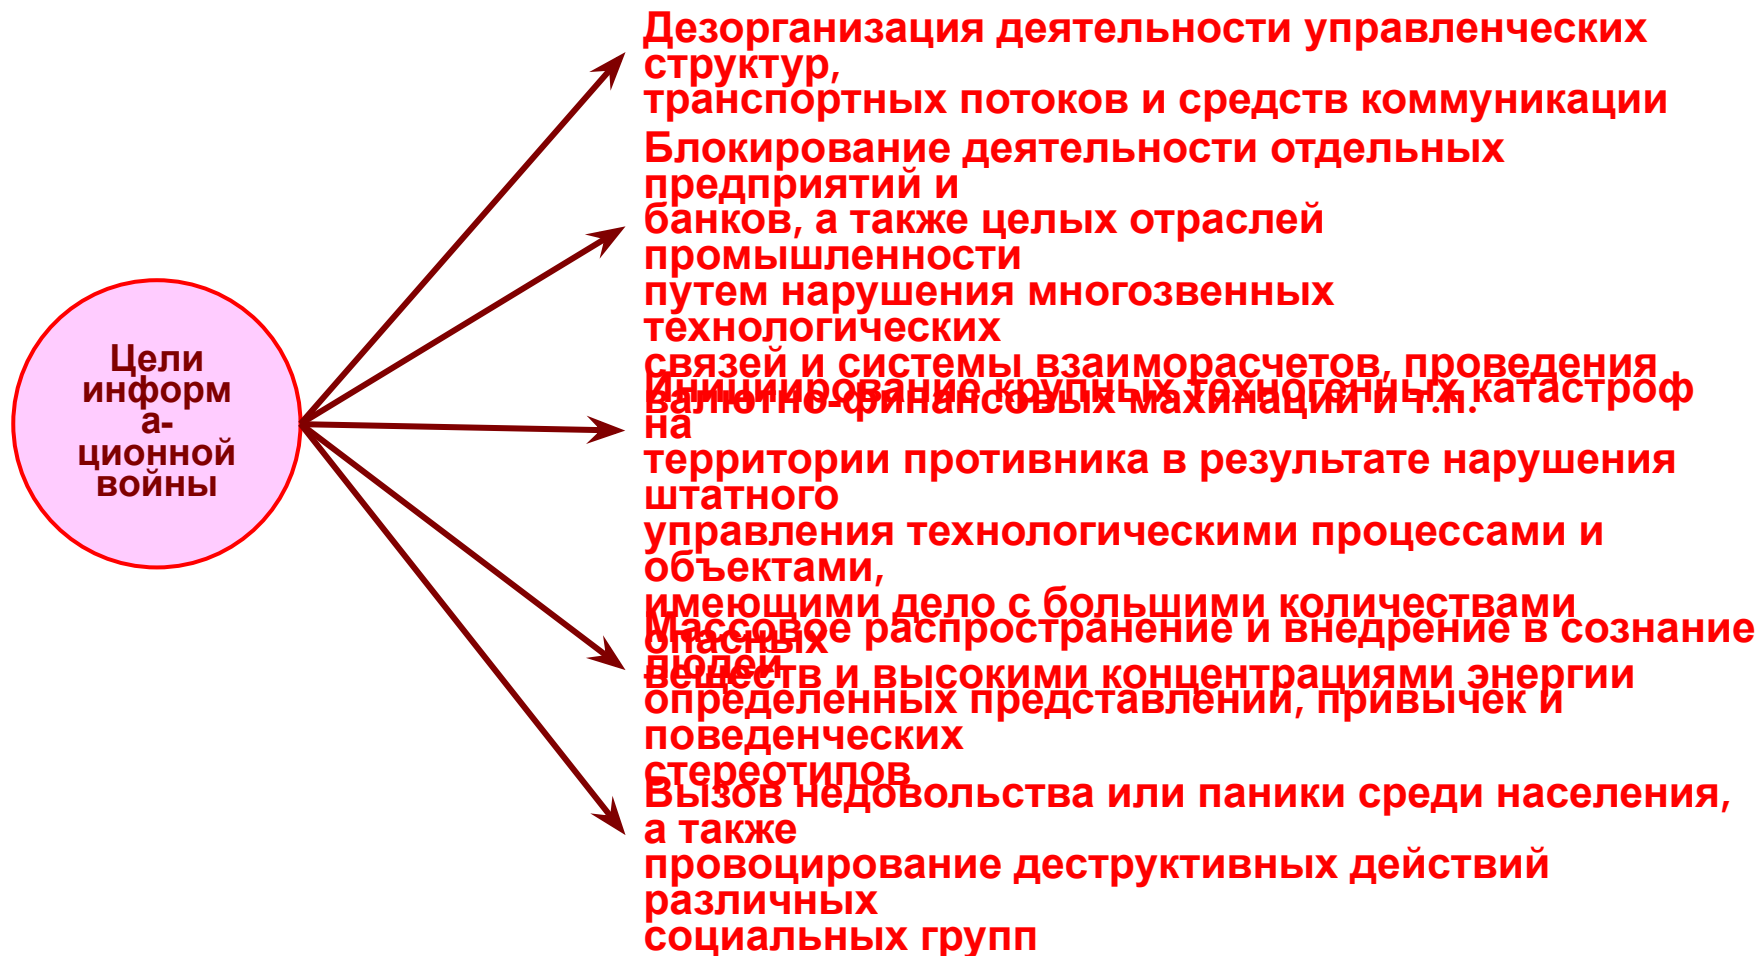 Цели
информ
а-
ционной
войны
Дезорганизация деятельности управленческих
структур,
транспортных потоков и средств коммуникации
Блокирование деятельности отдельных
предприятий и
банков, а также целых отраслей
промышленности
путем нарушения многозвенных
технологических
связей и системы взаиморасчетов, проведения
валютно-финансовых махинаций и т.п.
Инициирование крупных техногенных катастроф
на
территории противника в результате нарушения
штатного
управления технологическими процессами и
объектами,
имеющими дело с большими количествами
опасных
веществ и высокими концентрациями энергии
Массовое распространение и внедрение в сознание
людей
определенных представлений, привычек и
поведенческих
стереотипов
Вызов недовольства или паники среди населения,
а также
провоцирование деструктивных действий
различных
социальных групп